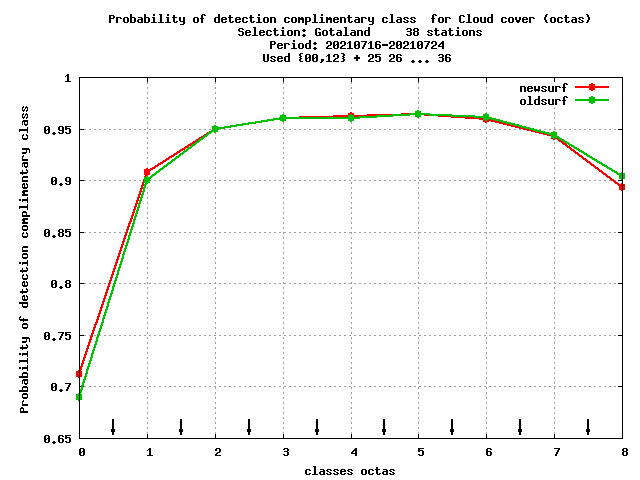 Probability of detection complimentary class  for Cloud cover (octas)
Selection: Gotaland     38 stations
Period: 20210716-20210724
Used {00,12} + 25 26 ... 36
newsurf
oldsurf
Probability of detection complimentary class
1
0.95
0.9
0.85
0.8
0.75
0.7
0.65
0 1 2 3 4 5 6 7 8
classes octas